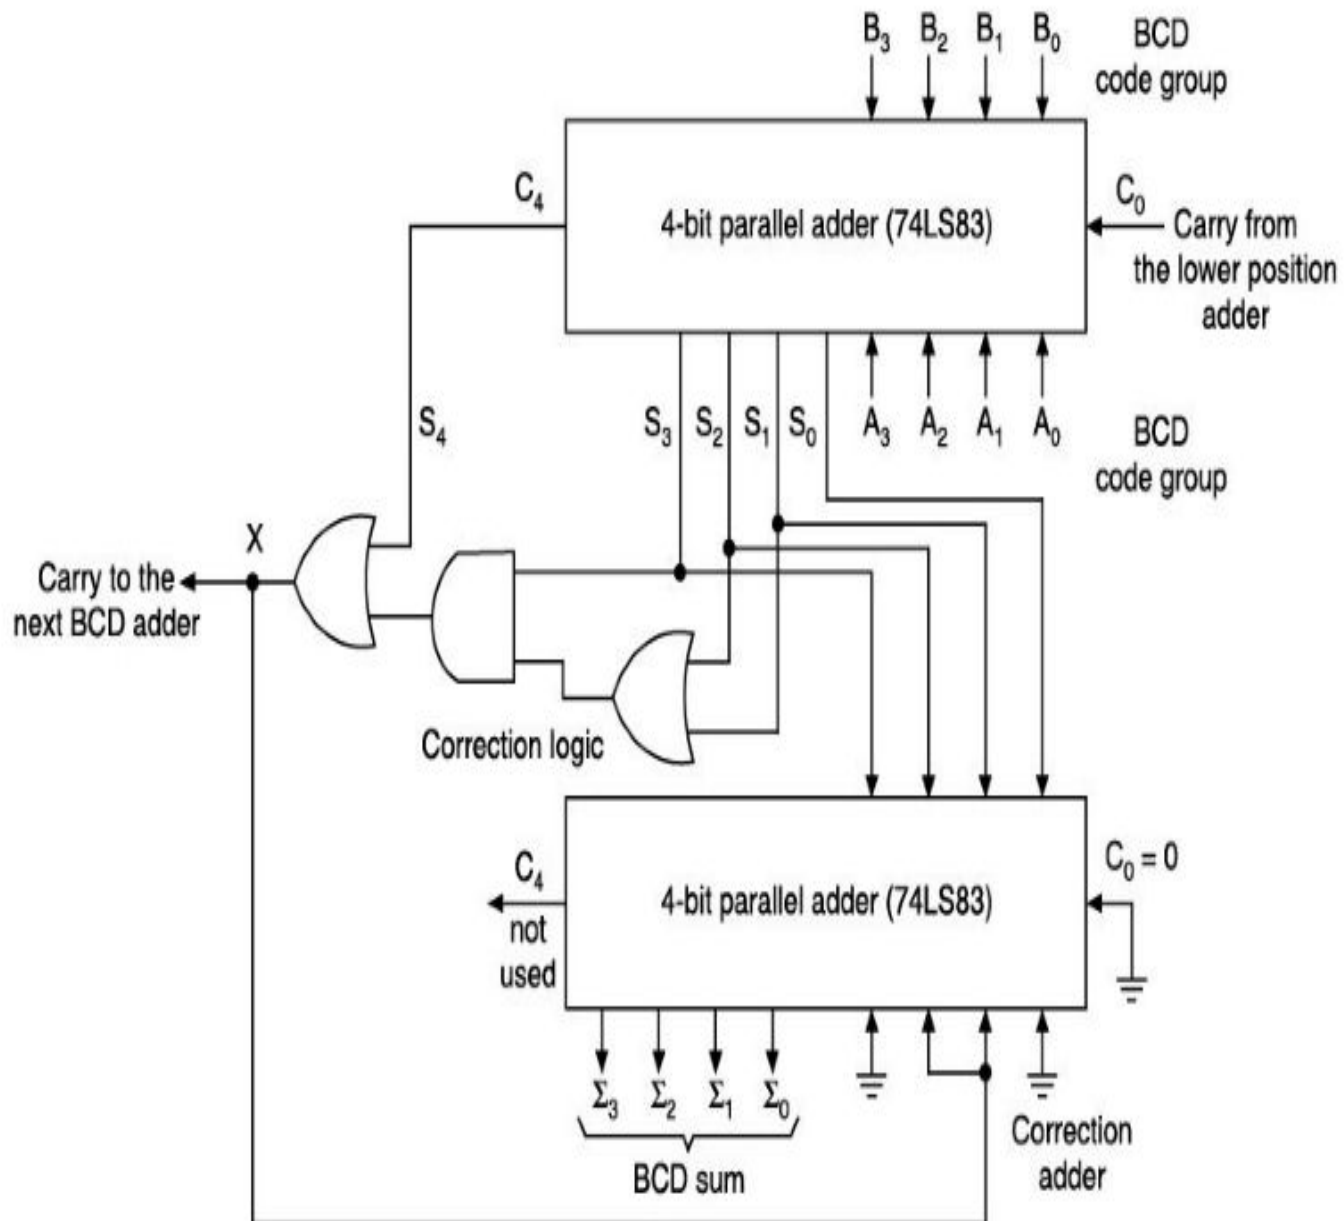 B₃ B₂ B₁ B₀
BCD
code group
C₄
4-bit parallel adder (74LS83)
C₀
Carry from
the lower position
adder
S₄
S₃ S₂ S₁ S₀ A₃ A₂ A₁ A₀
BCD
code group
X
Carry to the
next BCD adder
Correction logic
C₄
not
used
4-bit parallel adder (74LS83)
C₀ = 0
Σ₃ Σ₂ Σ₁ Σ₀
BCD sum
Correction
adder